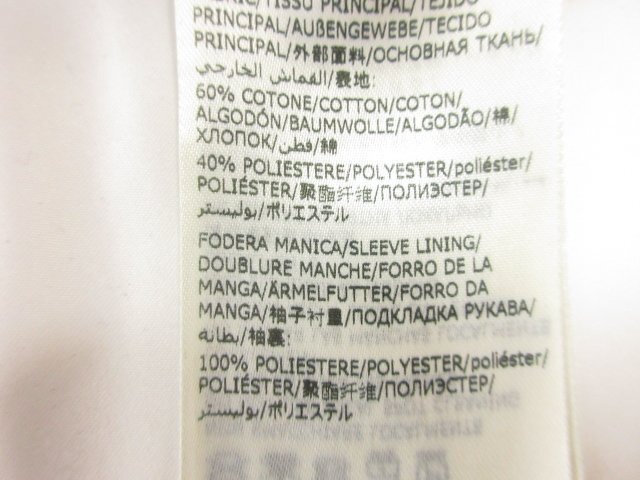 TISSU PRINCIPAL/TEJIDO
PRINCIPAL/AUßENGEWEBE/TECIDO
PRINCIPAL/外部面料/ОСНОВНАЯ ТКАНЬ/
القماش الخارجي/表地:
60% COTONE/COTTON/COTON/
ALGODÓN/BAUMWOLLE/ALGODÃO/棉/
ХЛОПОК/قطن/綿
40% POLIESTERE/POLYESTER/poliéster/
POLIÉSTER/聚酯纤维/ПОЛИЭСТЕР/
بوليستر/ポリエステル
FODERA MANICA/SLEEVE LINING/
DOUBLURE MANCHE/FORRO DE LA
MANGA/ÄRMELFUTTER/FORRO DA
MANGA/袖子衬里/ПОДКЛАДКА РУКАВА/
بطانه/袖裏:
100% POLIESTERE/POLYESTER/poliéster/
POLIÉSTER/聚酯纤维/ПОЛИЭСТЕР/
بوليستر/ポリエステル